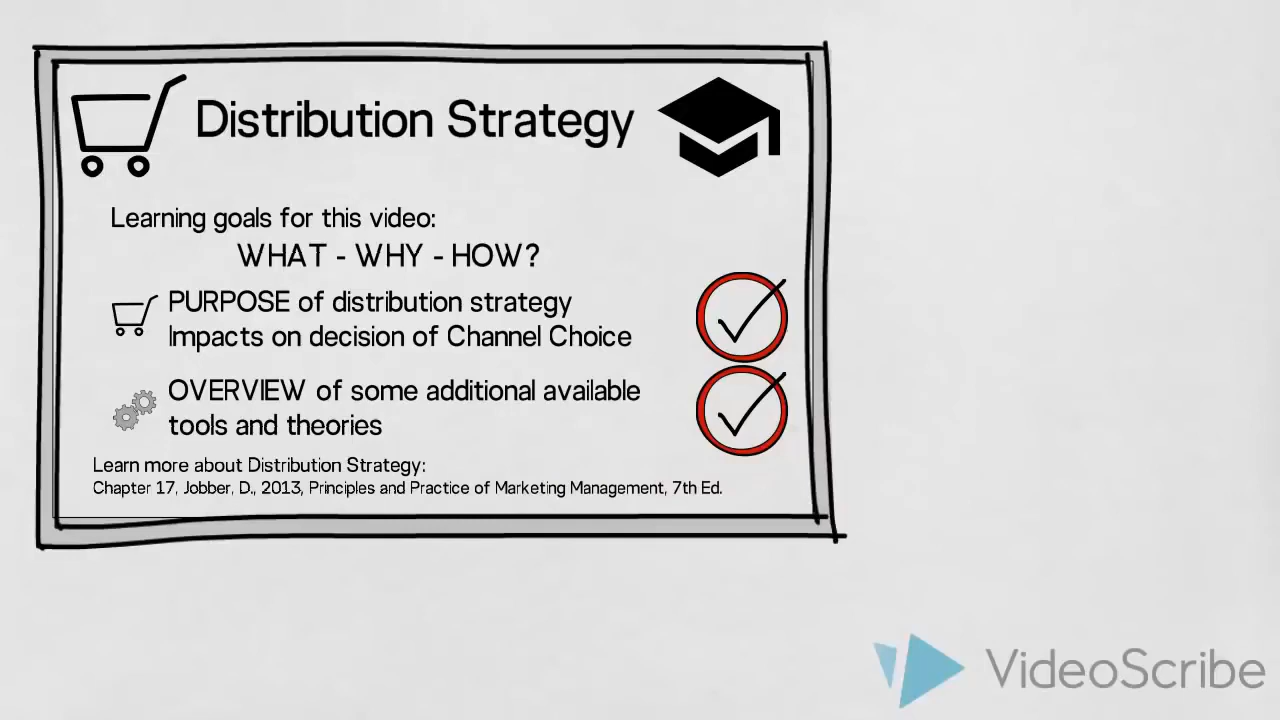 Distribution Strategy
Learning goals for this video:
WHAT - WHY - HOW?
PURPOSE of distribution strategy
Impacts on decision of Channel Choice
OVERVIEW of some additional available
tools and theories
Learn more about Distribution Strategy:
Chapter 17, Jobber, D., 2013, Principles and Practice of Marketing Management, 7th Ed.
VideoScribe